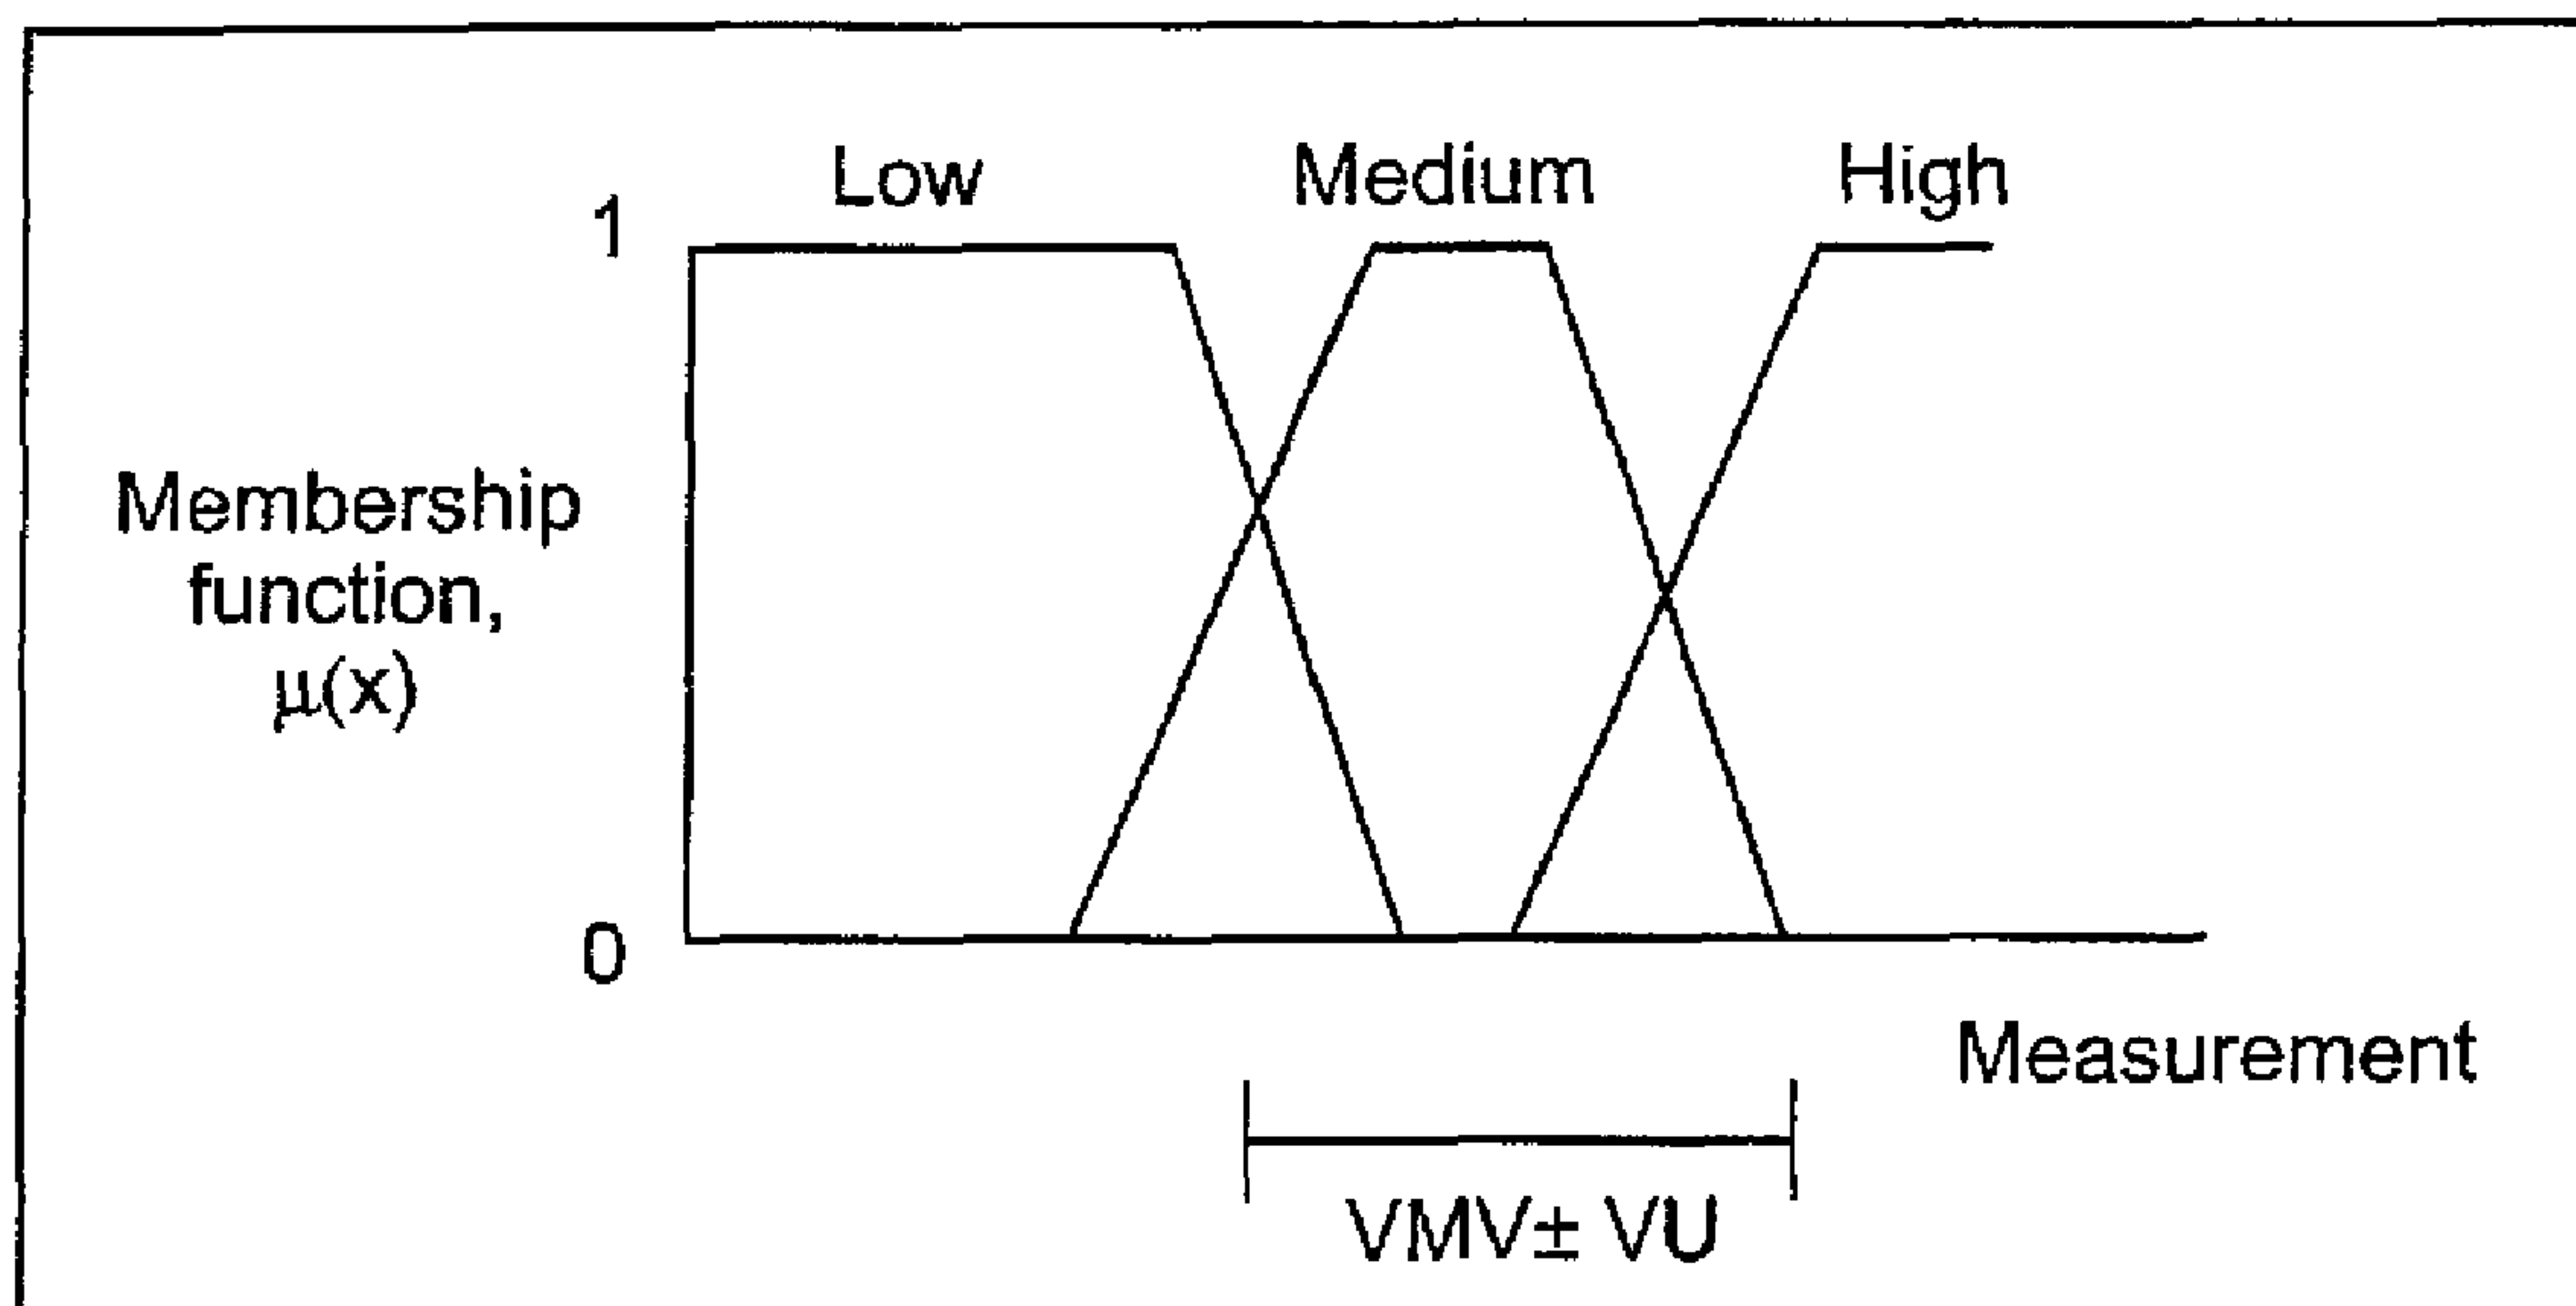 Low Medium High
1
Membership
function,
μ(x)
0
Measurement
VMV± VU